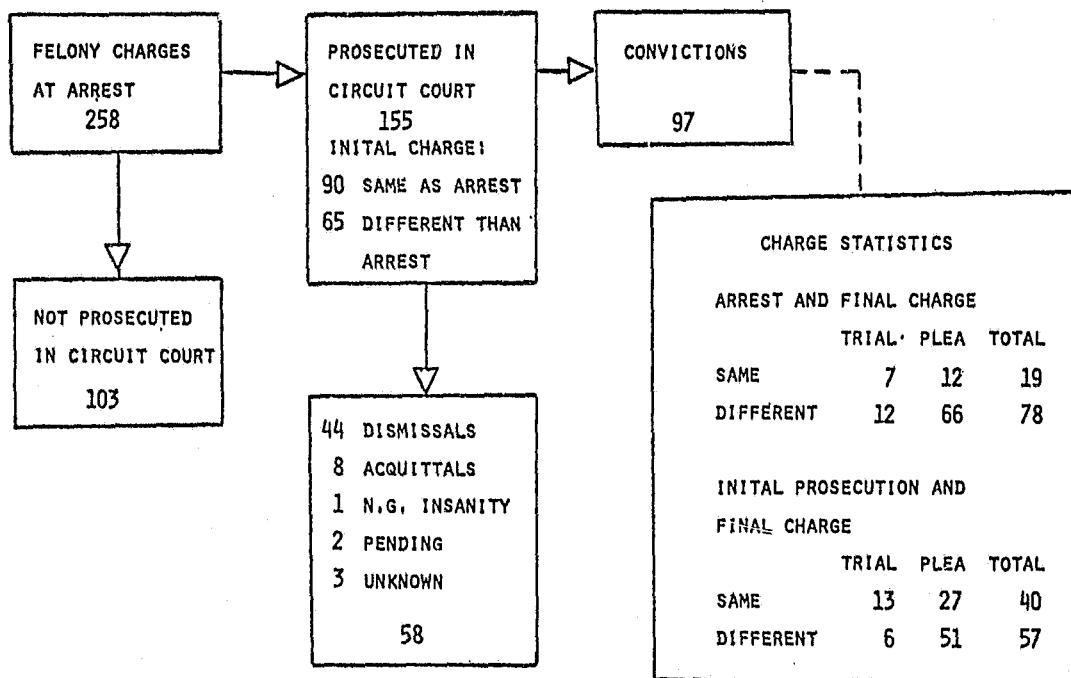 FELONY CHARGES
AT ARREST
258
PROSECUTED IN
CIRCUIT COURT
155
INITAL CHARGE:
90 SAME AS ARREST
65 DIFFERENT THAN
ARREST
CONVICTIONS
97
NOT PROSECUTED
IN CIRCUIT COURT
103
44 DISMISSALS
8 ACQUITTALS
1 N.G. INSANITY
2 PENDING
3 UNKNOWN
58
CHARGE STATISTICS
ARREST AND FINAL CHARGE
TRIAL PLEA TOTAL
SAME 7 12 19
DIFFERENT 12 66 78
INITAL PROSECUTION AND
FINAL CHARGE
TRIAL PLEA TOTAL
SAME 13 27 40
DIFFERENT 6 51 57